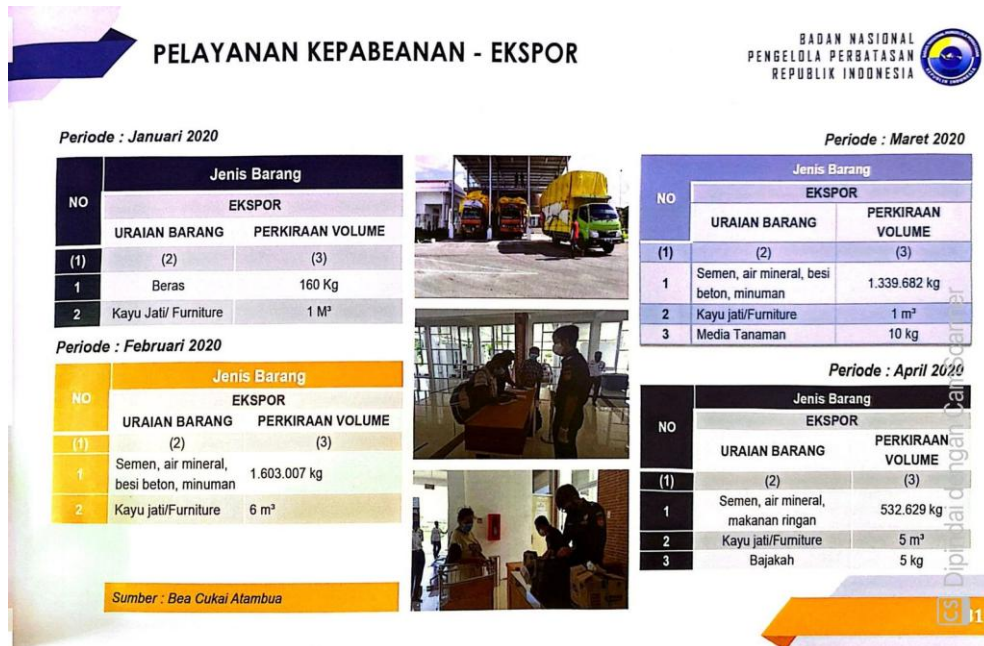 PELAYANAN KEPABEANAN - EKSPOR
BADAN NASIONAL
PENGELOLA PERBATASAN
REPUBLIK INDONESIA
Periode : Januari 2020
NO
Jenis Barang
EKSPOR
URAIAN BARANG PERKIRAAN VOLUME
(1) (2) (3)
1 Beras 160 Kg
2 Kayu Jati/ Furniture 1 M³
Periode : Februari 2020
NO
Jenis Barang
EKSPOR
URAIAN BARANG PERKIRAAN VOLUME
(1) (2) (3)
1 Semen, air mineral,
besi beton, minuman 1.603.007 kg
2 Kayu jati/Furniture 6 m³
Sumber : Bea Cukai Atambua
Periode : Maret 2020
NO
Jenis Barang
EKSPOR
URAIAN BARANG PERKIRAAN
VOLUME
(1) (2) (3)
1 Semen, air mineral, besi
beton, minuman 1.339.682 kg
2 Kayu jati/Furniture 1 m³
3 Media Tanaman 10 kg
Periode : April 2020
NO
Jenis Barang
EKSPOR
URAIAN BARANG PERKIRAAN
VOLUME
(1) (2) (3)
1 Semen, air mineral,
makanan ringan 532.629 kg
2 Kayu jati/Furniture 5 m³
3 Bajakah 5 kg
CS Dipindai dengan CamScanner